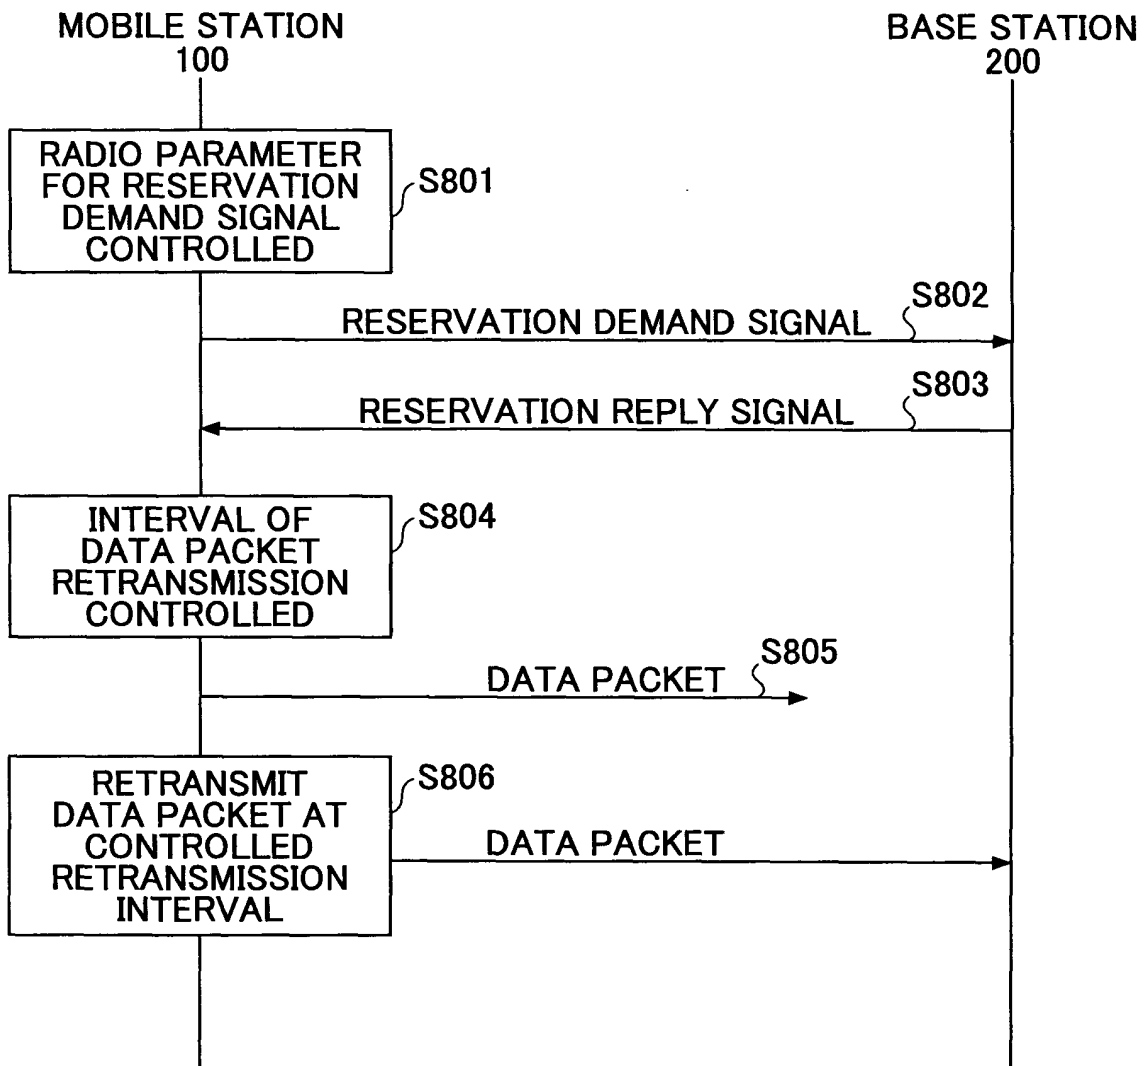 MOBILE STATION
100
BASE STATION
200
RADIO PARAMETER
FOR RESERVATION
DEMAND SIGNAL
CONTROLLED
S801
RESERVATION DEMAND SIGNAL
S802
RESERVATION REPLY SIGNAL
S803
INTERVAL OF
DATA PACKET
RETRANSMISSION
CONTROLLED
S804
DATA PACKET
S805
RETRANSMIT
DATA PACKET AT
CONTROLLED
RETRANSMISSION
INTERVAL
S806
DATA PACKET